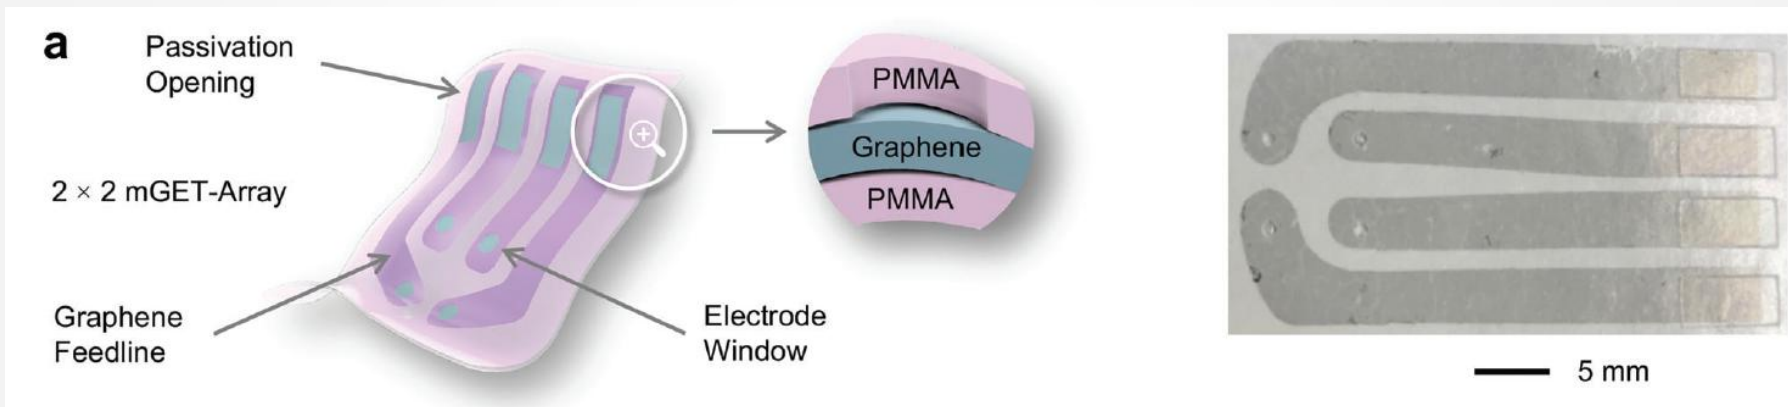 a
Passivation
Opening
2 × 2 mGET-Array
Graphene
Feedline
Electrode
Window
PMMA
Graphene
PMMA
5 mm